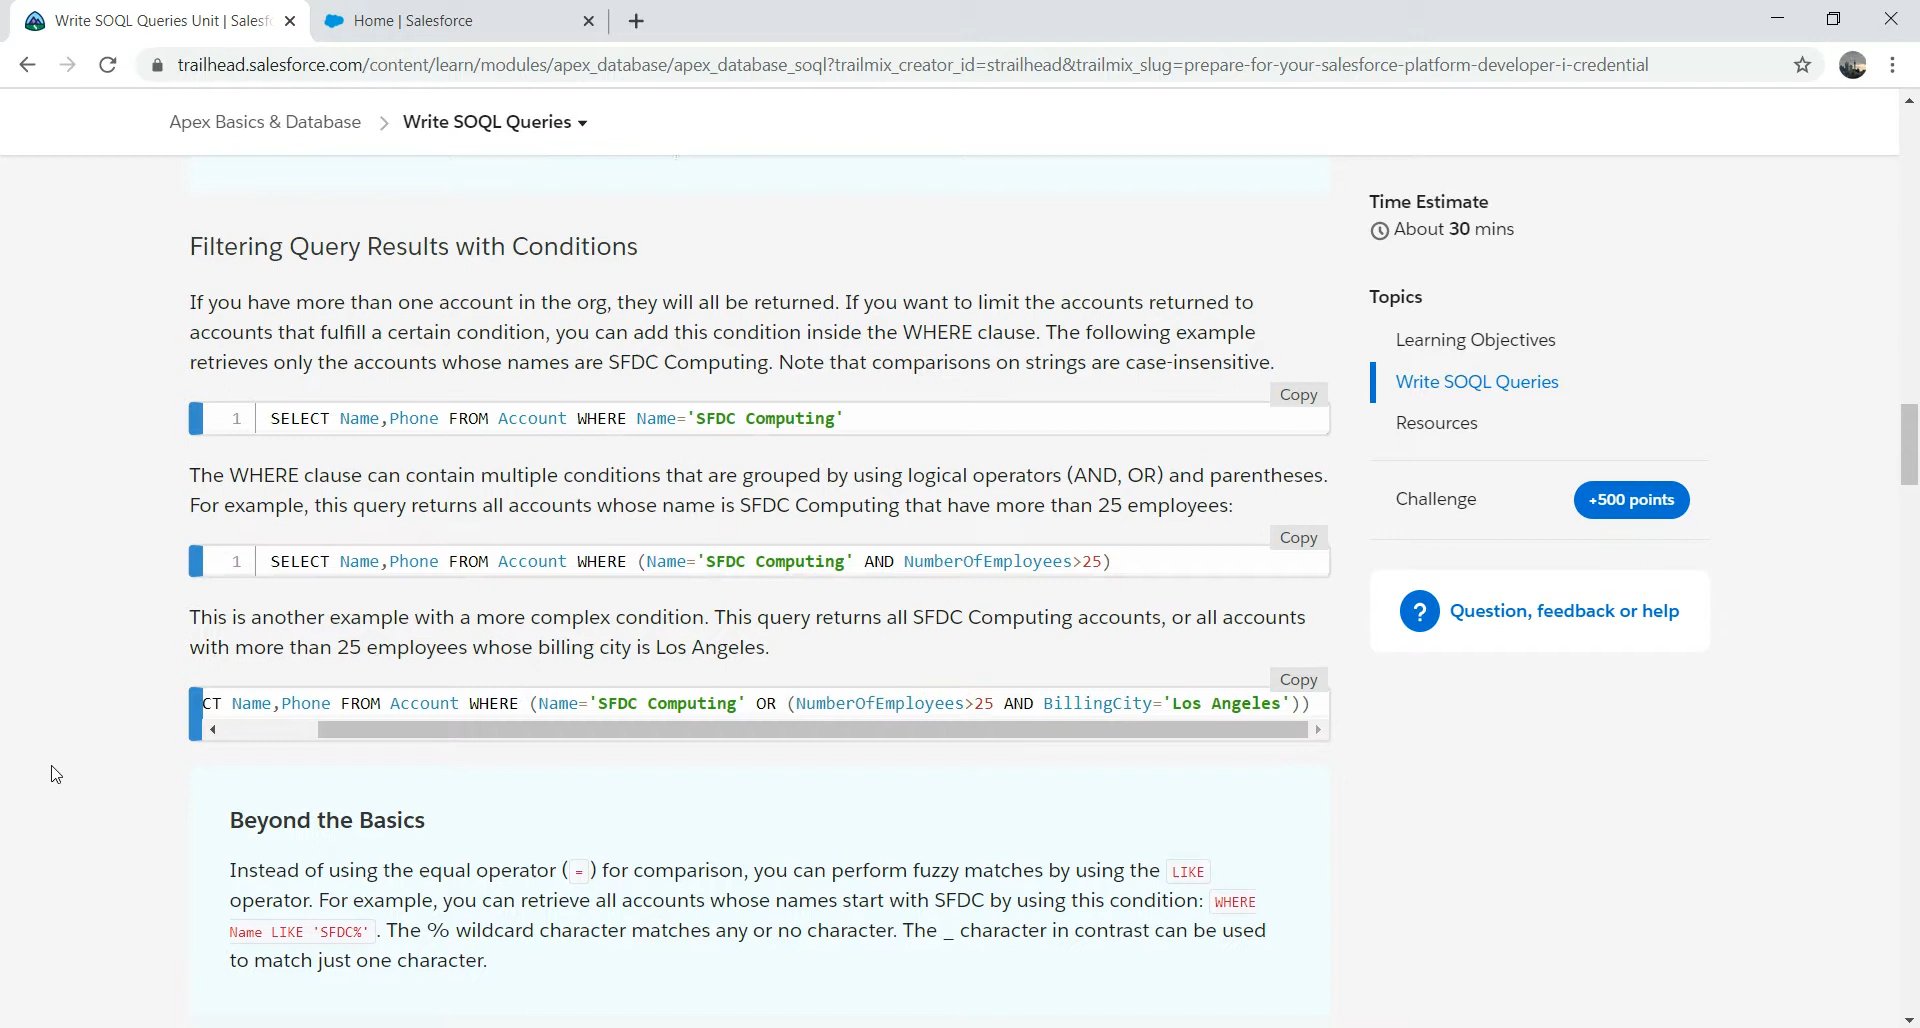 Write SOQL Queries Unit | Salesf
Home | Salesforce
trailhead.salesforce.com/content/learn/modules/apex_database/apex_database_soql?trailmix_creator_id=strailhead&trailmix_slug=prepare-for-your-salesforce-platform-developer-i-credential
Apex Basics & Database > Write SOQL Queries
Filtering Query Results with Conditions
If you have more than one account in the org, they will all be returned. If you want to limit the accounts returned to
accounts that fulfill a certain condition, you can add this condition inside the WHERE clause. The following example
retrieves only the accounts whose names are SFDC Computing. Note that comparisons on strings are case-insensitive.
Copy
1 SELECT Name,Phone FROM Account WHERE Name='SFDC Computing'
The WHERE clause can contain multiple conditions that are grouped by using logical operators (AND, OR) and parentheses.
For example, this query returns all accounts whose name is SFDC Computing that have more than 25 employees:
Copy
1 SELECT Name,Phone FROM Account WHERE (Name='SFDC Computing' AND NumberOfEmployees>25)
This is another example with a more complex condition. This query returns all SFDC Computing accounts, or all accounts
with more than 25 employees whose billing city is Los Angeles.
Copy
CT Name,Phone FROM Account WHERE (Name='SFDC Computing' OR (NumberOfEmployees>25 AND BillingCity='Los Angeles'))
Beyond the Basics
Instead of using the equal operator ( = ) for comparison, you can perform fuzzy matches by using the LIKE
operator. For example, you can retrieve all accounts whose names start with SFDC by using this condition: WHERE
Name LIKE 'SFDC%' . The % wildcard character matches any or no character. The _ character in contrast can be used
to match just one character.
Time Estimate
About 30 mins
Topics
Learning Objectives
Write SOQL Queries
Resources
Challenge
+500 points
? Question, feedback or help